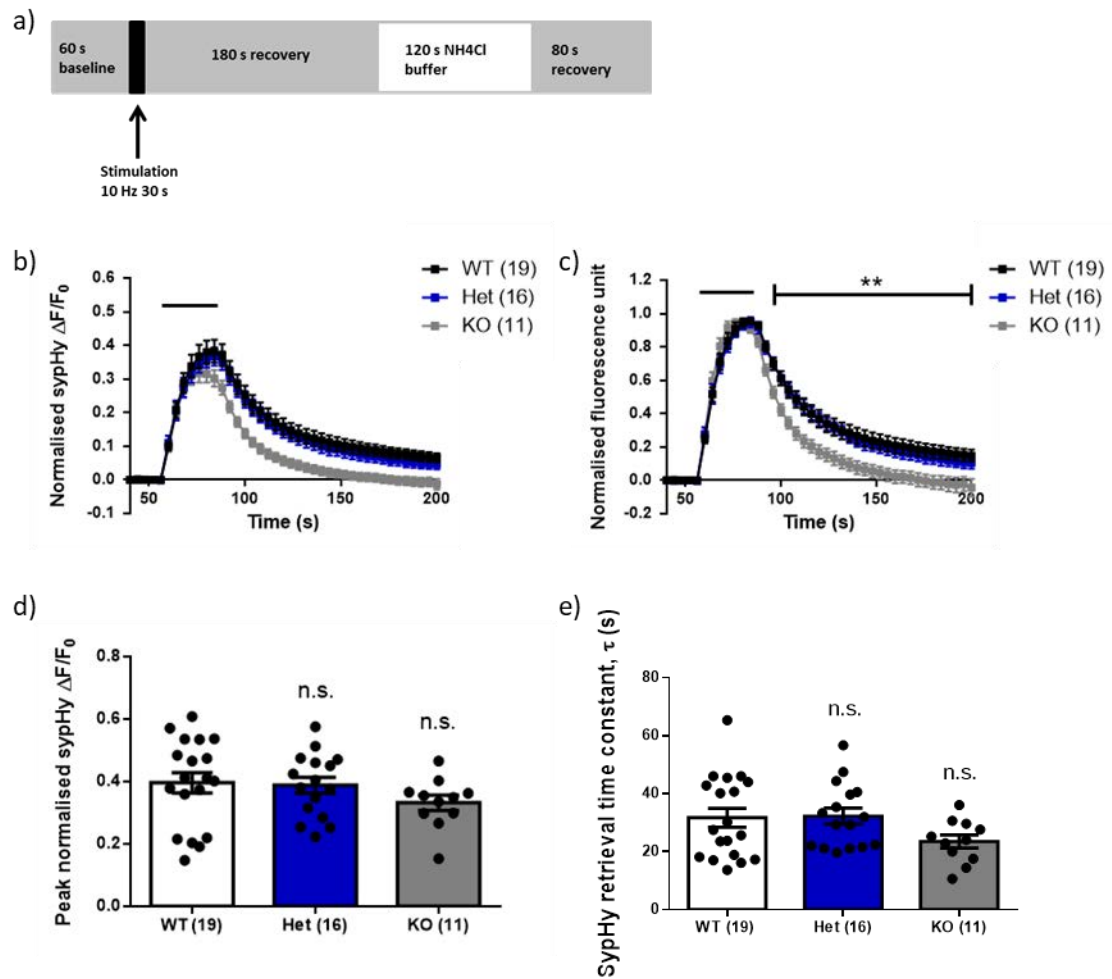 a)
60 s
baseline
180 s recovery
120 s NH4Cl
buffer
80 s
recovery
Stimulation
10 Hz 30 s
b)
WT (19)
Het (16)
KO (11)
Normalised sypHy ΔF/F₀
0.6
0.5
0.4
0.3
0.2
0.1
0.0
-0.1
50
100
150
200
Time (s)
c)
WT (19)
Het (16)
KO (11)
**
Normalised fluorescence unit
1.2
1.0
0.8
0.6
0.4
0.2
0.0
-0.2
50
100
150
200
Time (s)
d)
Peak normalised sypHy ΔF/F₀
0.8
0.6
0.4
0.2
0.0
n.s.
n.s.
WT (19)
Het (16)
KO (11)
e)
SypHy retrieval time constant, τ (s)
80
60
40
20
0
n.s.
n.s.
WT (19)
Het (16)
KO (11)